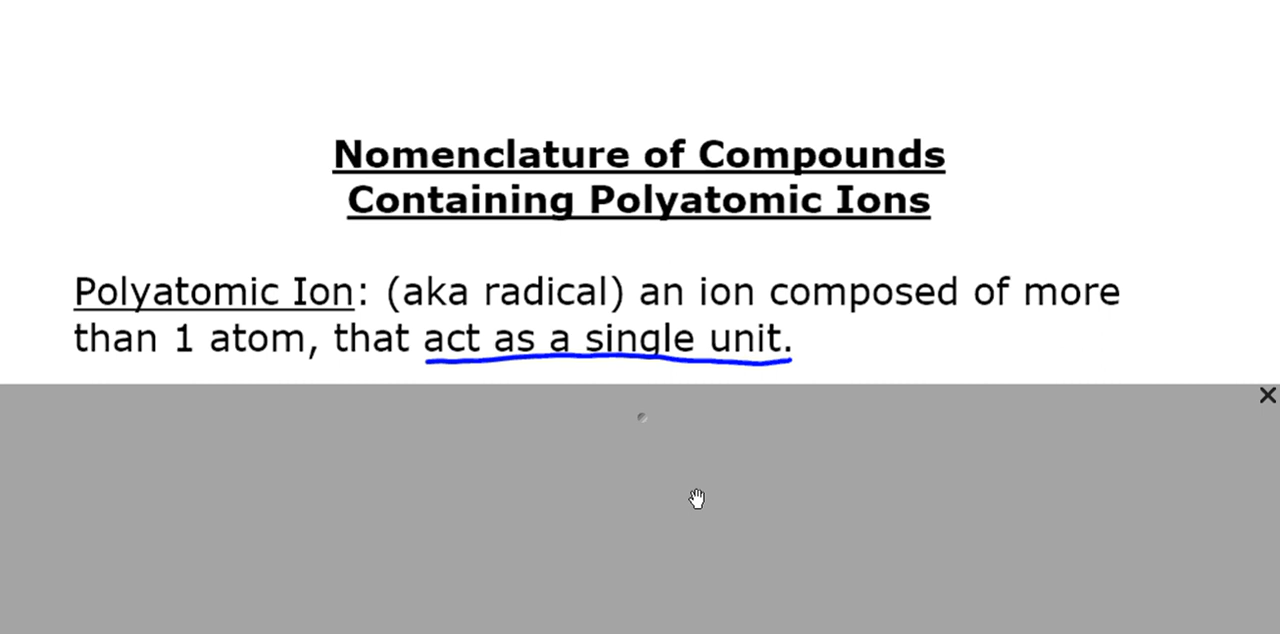 Nomenclature of Compounds
Containing Polyatomic Ions
Polyatomic Ion: (aka radical) an ion composed of more
than 1 atom, that act as a single unit.